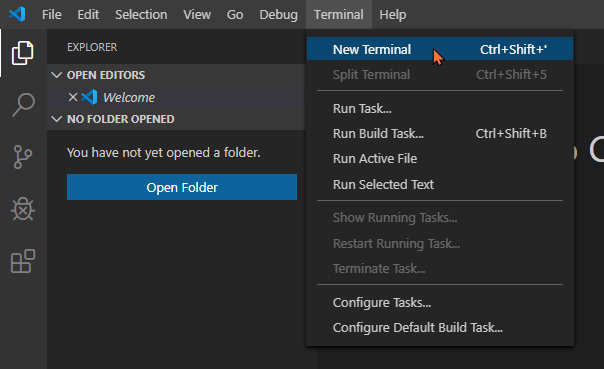 File Edit Selection View Go Debug Terminal Help
EXPLORER
OPEN EDITORS
Welcome
NO FOLDER OPENED
You have not yet opened a folder.
Open Folder
New Terminal Ctrl+Shift+'
Split Terminal Ctrl+Shift+5
Run Task...
Run Build Task... Ctrl+Shift+B
Run Active File
Run Selected Text
Show Running Tasks...
Restart Running Task...
Terminate Task...
Configure Tasks...
Configure Default Build Task...